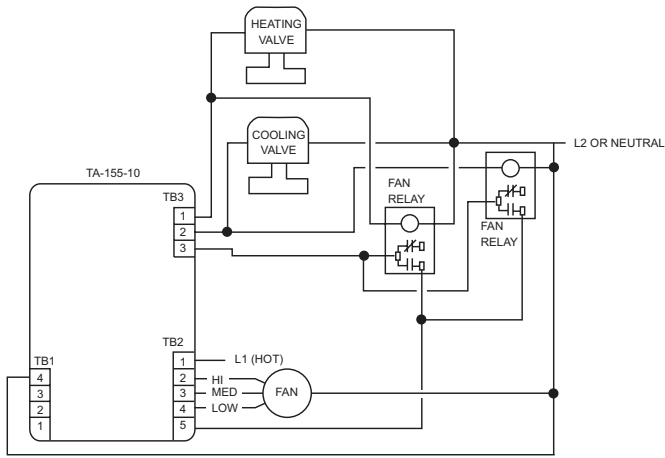 HEATING
VALVE
COOLING
VALVE
L2 OR NEUTRAL
TA-155-10
FAN
RELAY
TB3
1
2
3
FAN
RELAY
TB2
TB1
1
L1 (HOT)
4
2
HI
3
3
MED
FAN
2
4
LOW
1
5